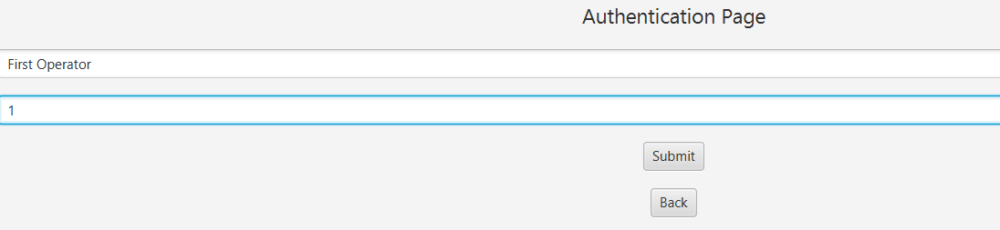 Authentication Page
First Operator
1
Submit
Back